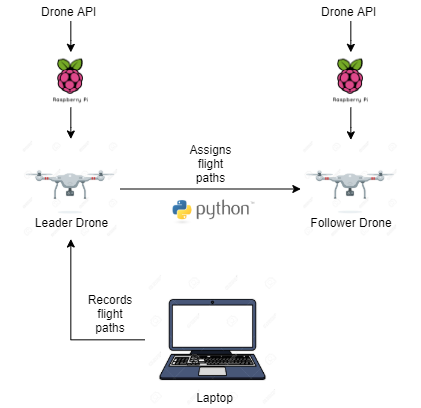 Drone API
Drone API
Raspberry Pi
Raspberry Pi
Assigns
flight
paths
python™
Leader Drone
Follower Drone
Records
flight
paths
Laptop